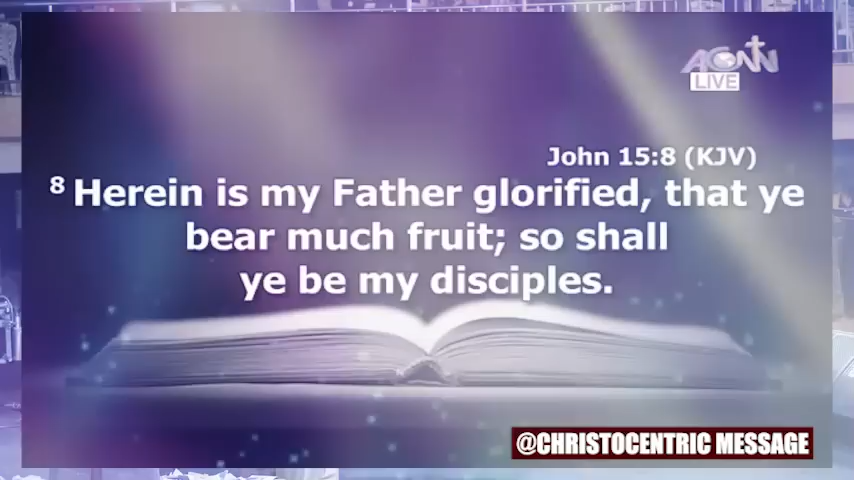 ACNN
LIVE
John 15:8 (KJV)
8 Herein is my Father glorified, that ye
bear much fruit; so shall
ye be my disciples.
@CHRISTOCENTRIC MESSAGE